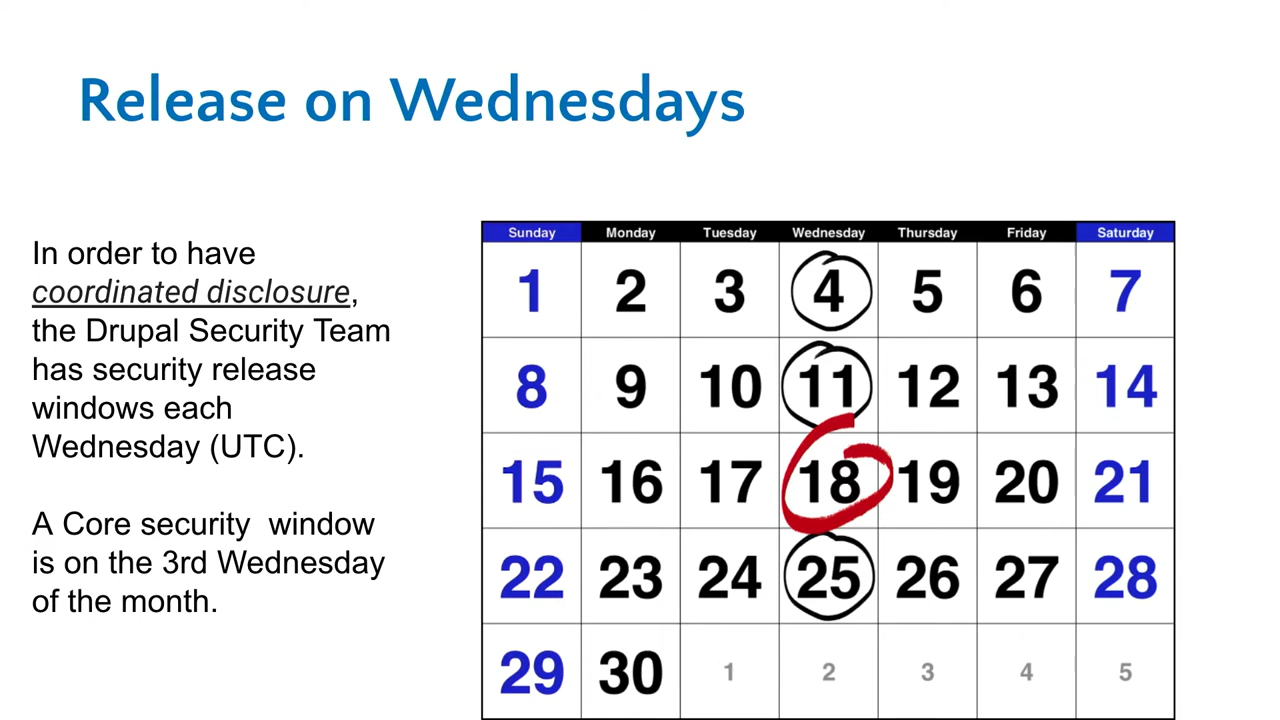 Release on Wednesdays
In order to have
coordinated disclosure,
the Drupal Security Team
has security release
windows each
Wednesday (UTC).
A Core security  window
is on the 3rd Wednesday
of the month.
Sunday Monday Tuesday Wednesday Thursday Friday Saturday
1 2 3 4 5 6 7
8 9 10 11 12 13 14
15 16 17 18 19 20 21
22 23 24 25 26 27 28
29 30 1 2 3 4 5